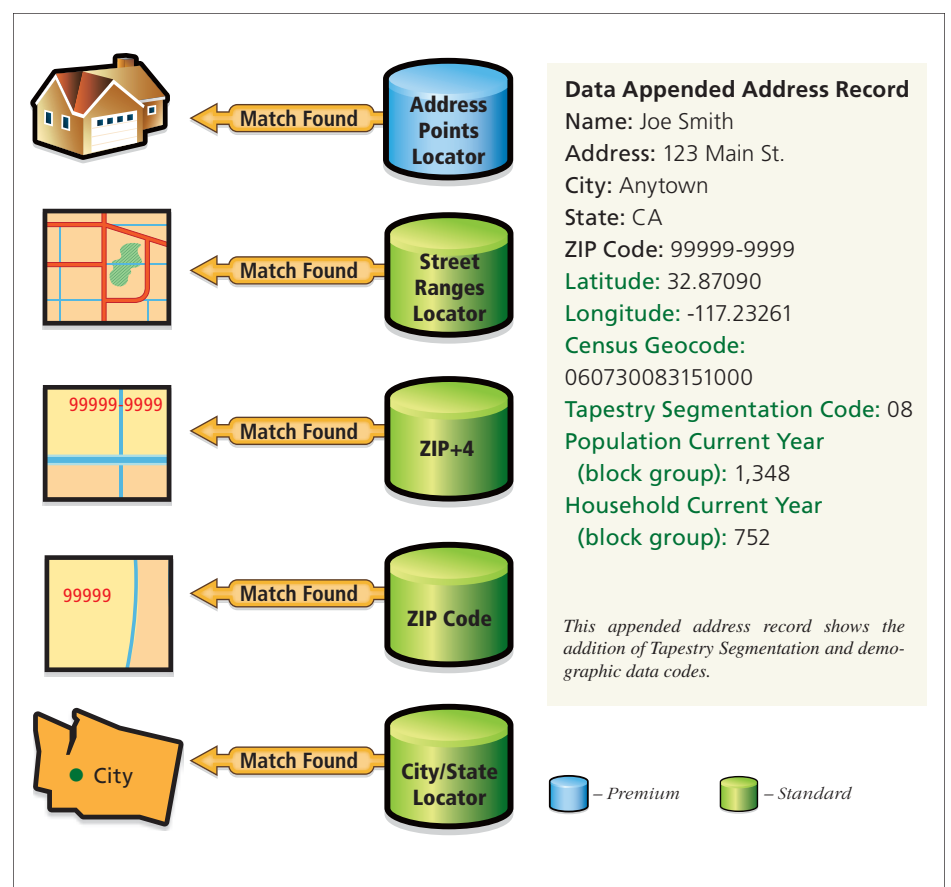 Address
Points
Locator
Match Found
Street
Ranges
Locator
Match Found
99999-9999
ZIP+4
Match Found
99999
ZIP Code
Match Found
City
City/State
Locator
Match Found
Data Appended Address Record
Name: Joe Smith
Address: 123 Main St.
City: Anytown
State: CA
ZIP Code: 99999-9999
Latitude: 32.87090
Longitude: -117.23261
Census Geocode:
060730083151000
Tapestry Segmentation Code: 08
Population Current Year
(block group): 1,348
Household Current Year
(block group): 752
This appended address record shows the
addition of Tapestry Segmentation and demo-
graphic data codes.
– Premium
– Standard